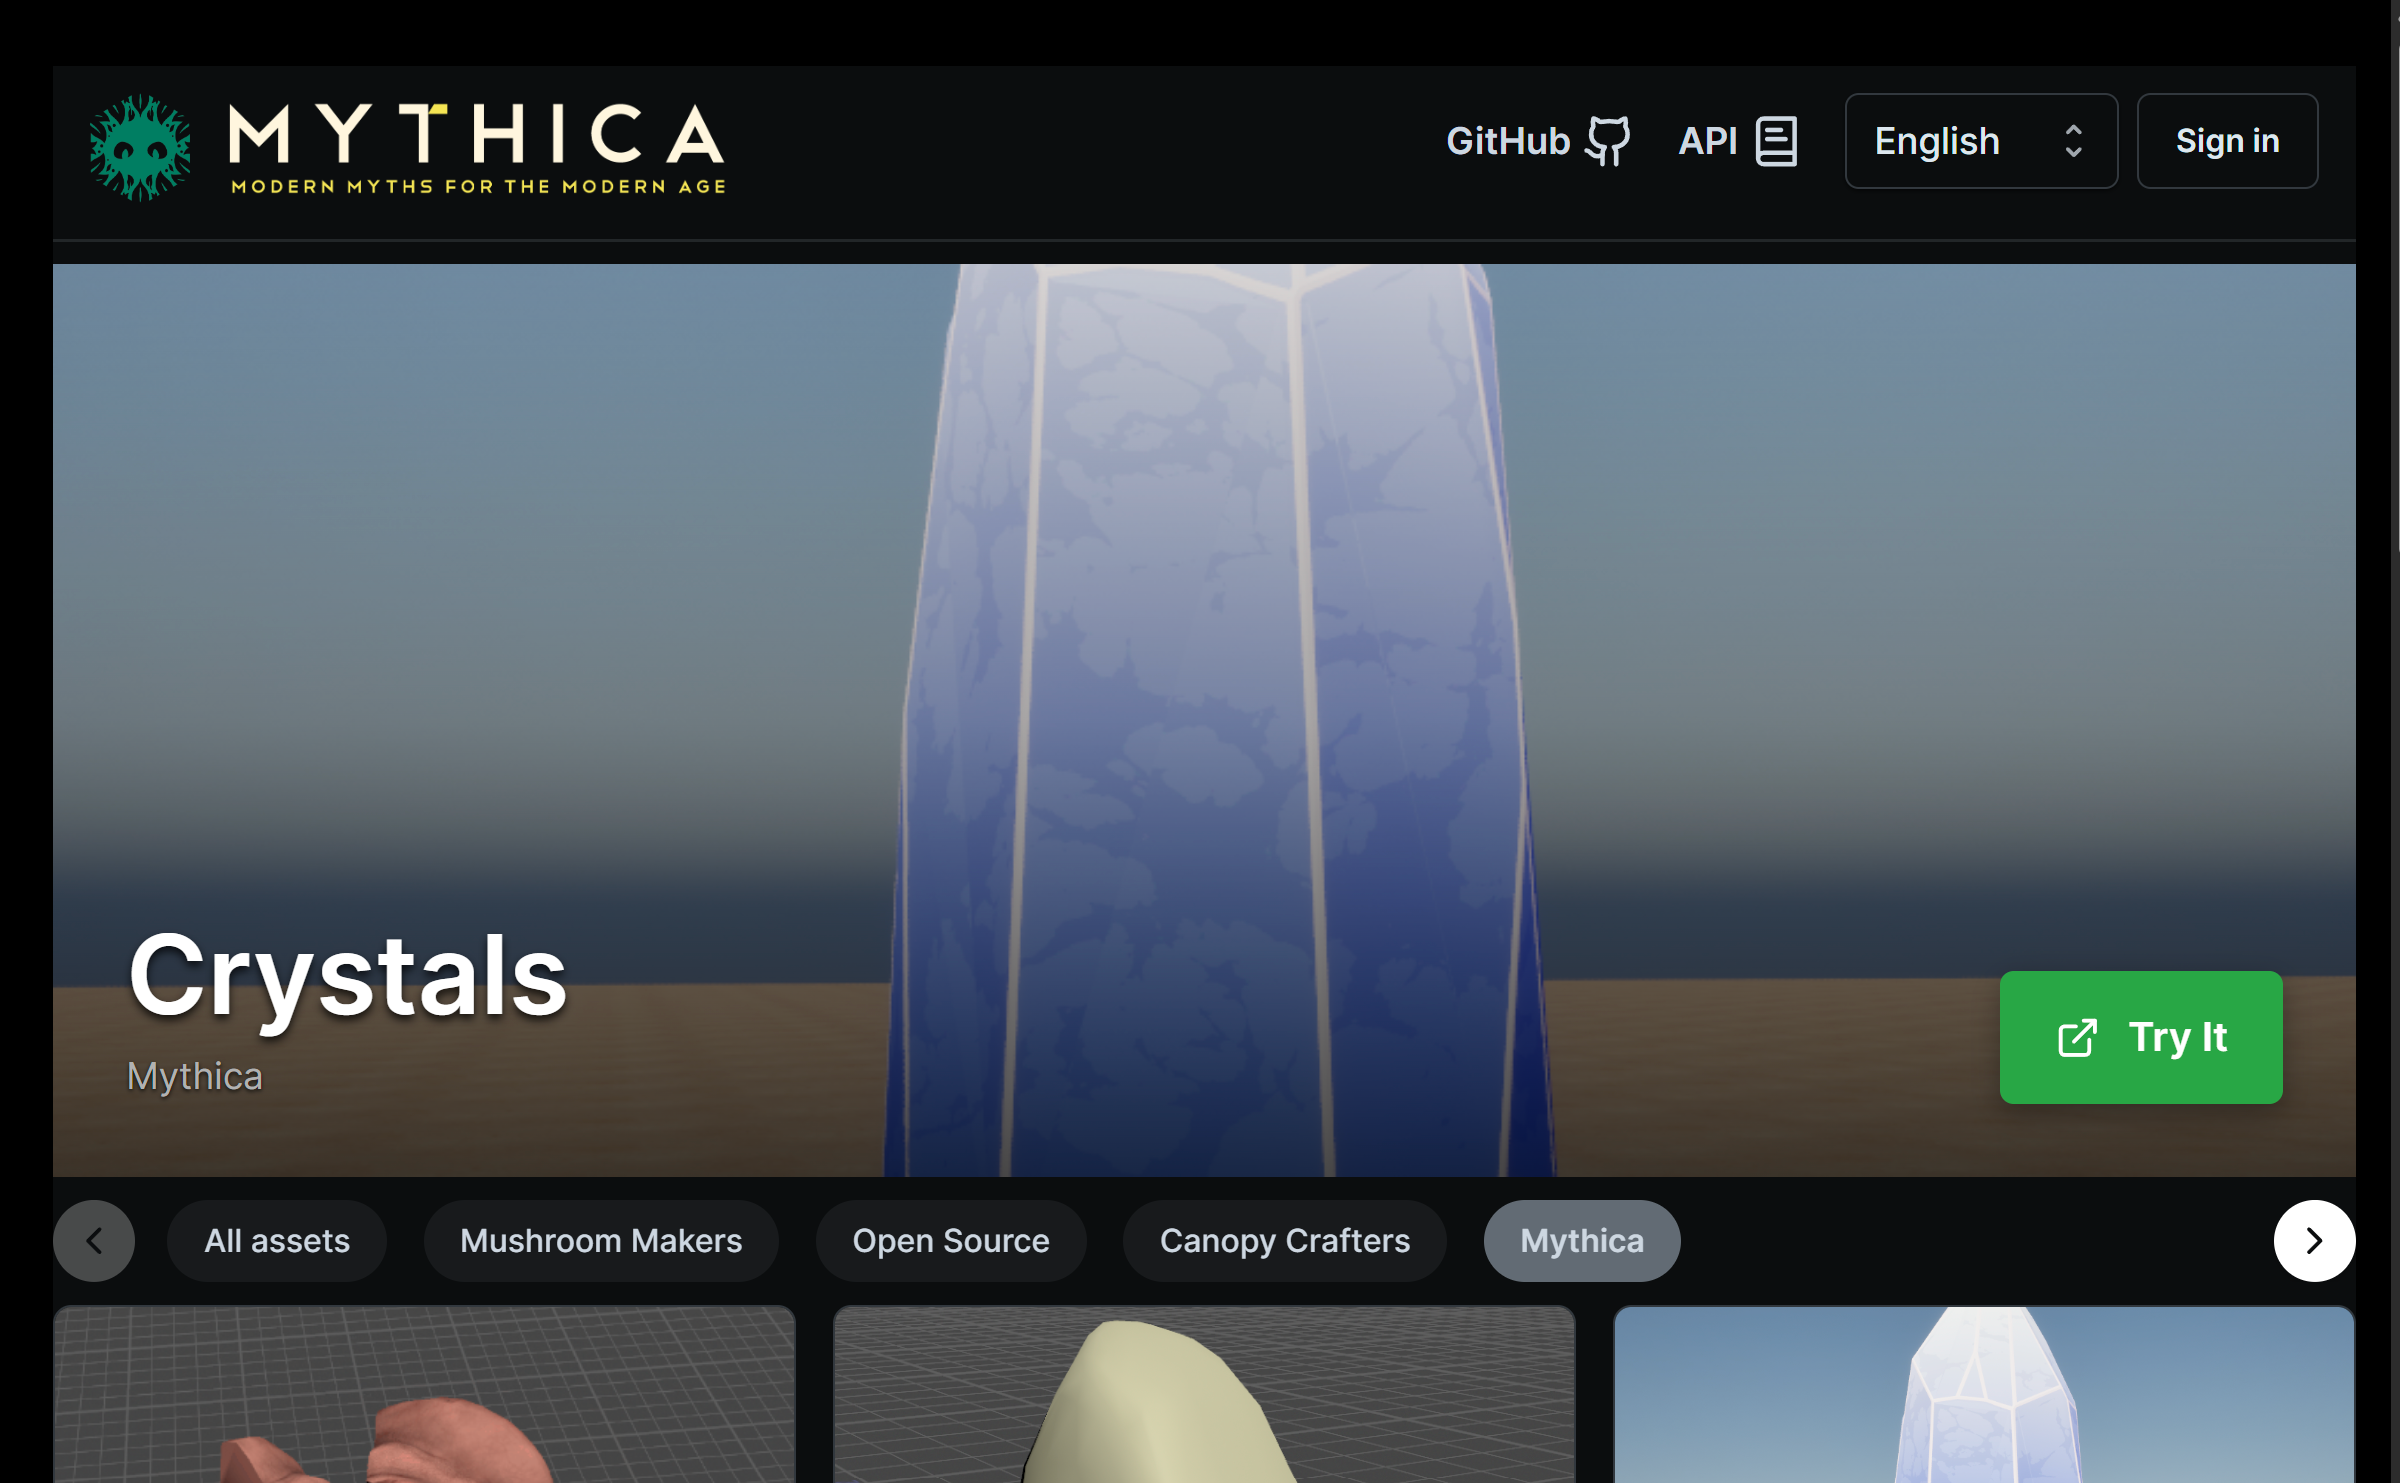 MYTHICA
MODERN MYTHS FOR THE MODERN AGE
GitHub
API
English
Sign in
Crystals
Mythica
Try It
All assets
Mushroom Makers
Open Source
Canopy Crafters
Mythica